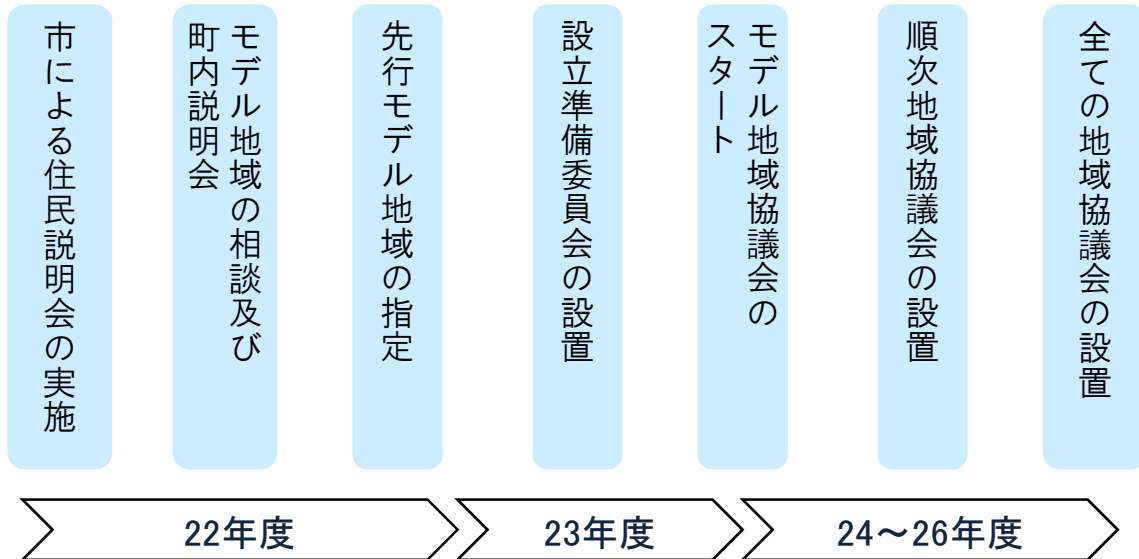 市による住民説明会の実施
モデル地域の相談及び
町内説明会
先行モデル地域の指定
設立準備委員会の設置
モデル地域協議会の
スタート
順次地域協議会の設置
全ての地域協議会の設置
22年度
23年度
24～26年度